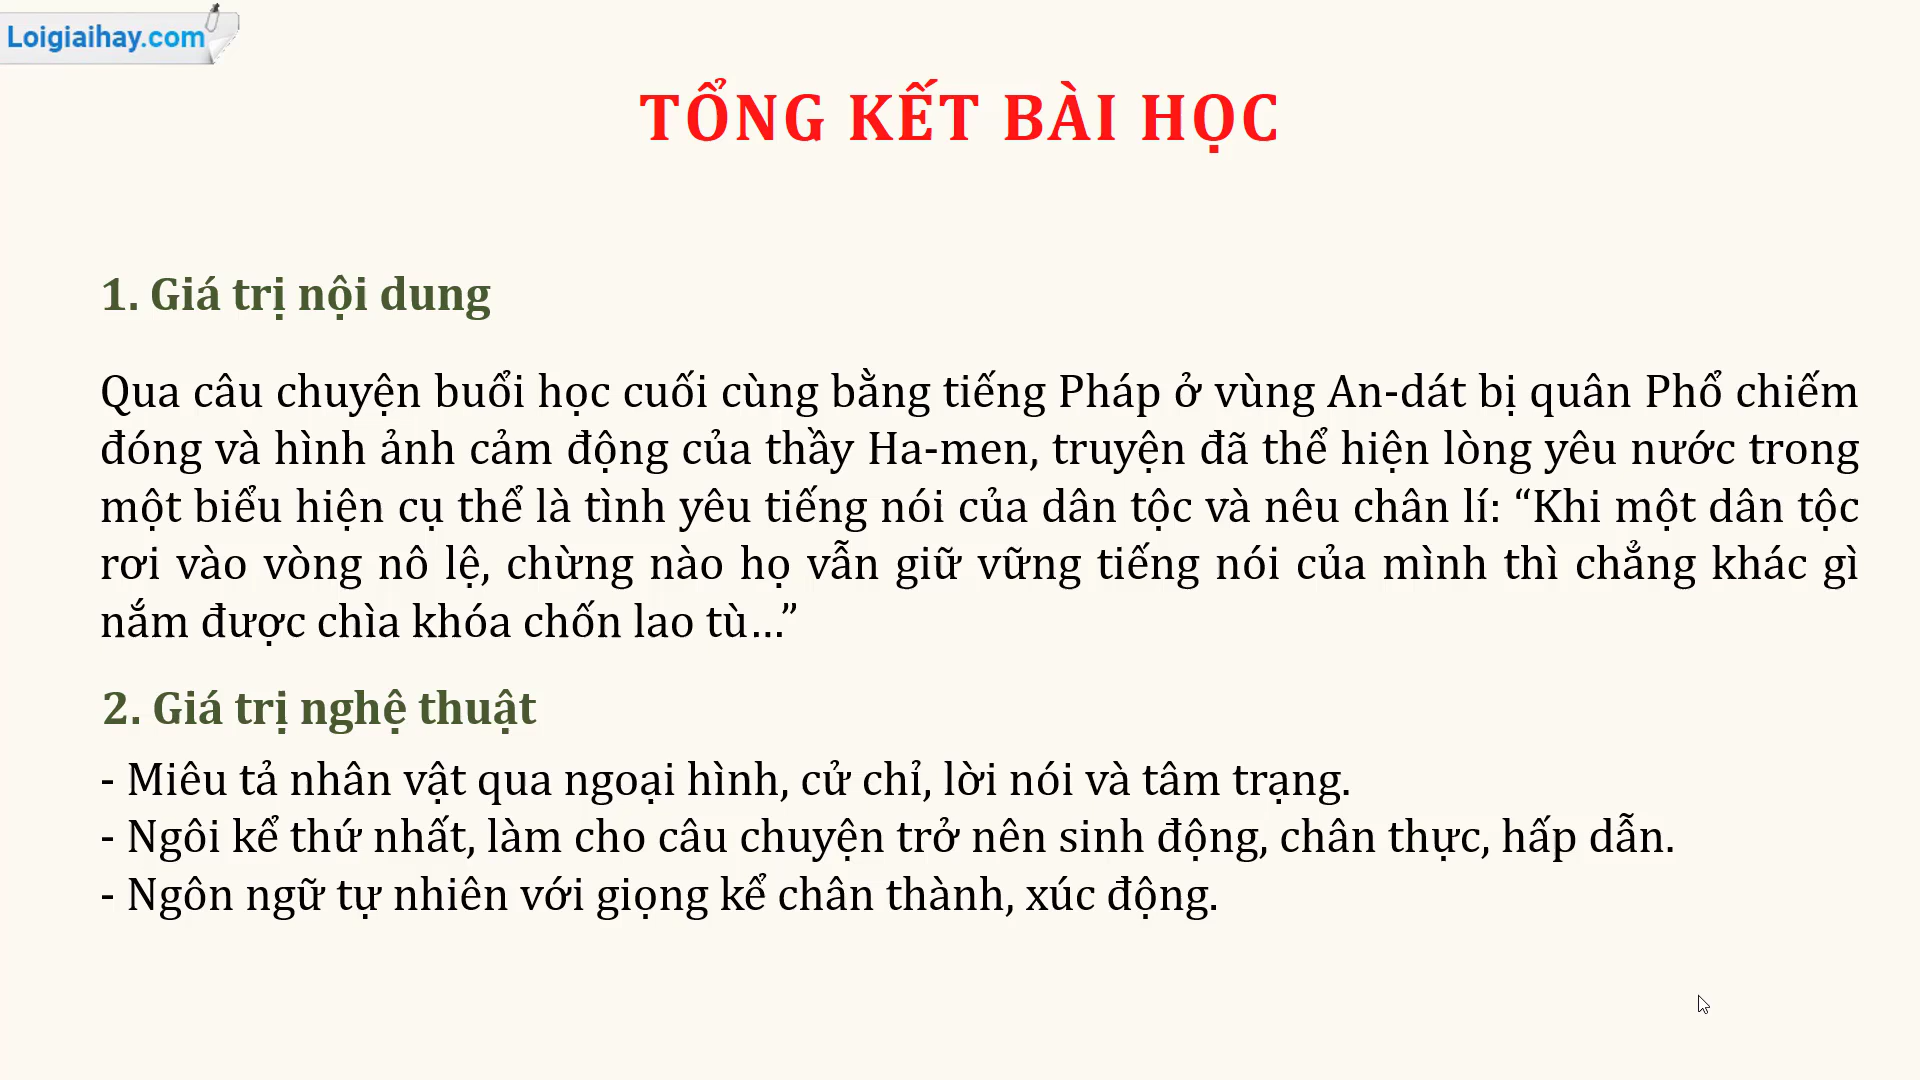 Loigiaihay.com
TỔNG KẾT BÀI HỌC
1. Giá trị nội dung
Qua câu chuyện buổi học cuối cùng bằng tiếng Pháp ở vùng An-dát bị quân Phổ chiếm
đóng và hình ảnh cảm động của thầy Ha-men, truyện đã thể hiện lòng yêu nước trong
một biểu hiện cụ thể là tình yêu tiếng nói của dân tộc và nêu chân lí: “Khi một dân tộc
rơi vào vòng nô lệ, chừng nào họ vẫn giữ vững tiếng nói của mình thì chẳng khác gì
nắm được chìa khóa chốn lao tù…”
2. Giá trị nghệ thuật
- Miêu tả nhân vật qua ngoại hình, cử chỉ, lời nói và tâm trạng.
- Ngôi kể thứ nhất, làm cho câu chuyện trở nên sinh động, chân thực, hấp dẫn.
- Ngôn ngữ tự nhiên với giọng kể chân thành, xúc động.